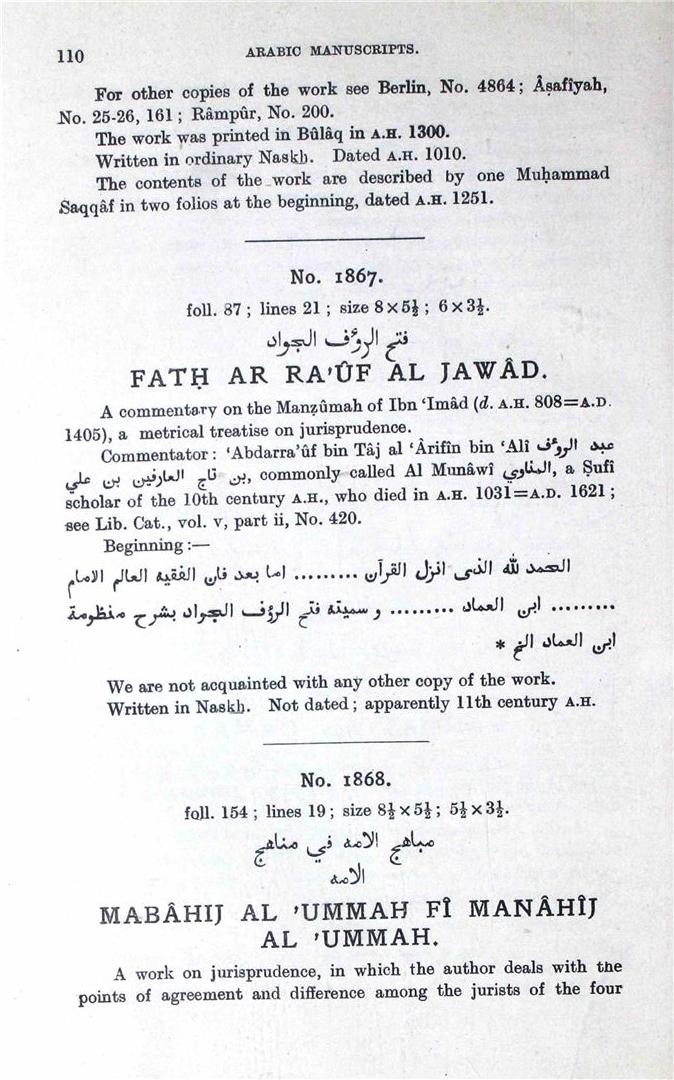 110
ARABIC MANUSCRIPTS.
For other copies of the work see Berlin, No. 4864; Âṣafîyah,
No. 25-26, 161; Râmpûr, No. 200.
The work was printed in Bûlâq in A.H. 1300.
Written in ordinary Naskh. Dated A.H. 1010.
The contents of the work are described by one Muḥammad
Saqqâf in two folios at the beginning, dated A.H. 1251.
No. 1867.
foll. 87; lines 21; size 8×5½; 6×3½.
فتح الرؤف الجواد
FATḤ AR RA'ÛF AL JAWÂD.
A commentary on the Manẓûmah of Ibn ‘Imâd (d. A.H. 808=A.D.
1405), a metrical treatise on jurisprudence.
Commentator: ‘Abdarra’ûf bin Tâj al ‘Ârifîn bin ‘Alî عبد الرؤف
بن تاج العارفين بن علي, commonly called Al Munâwî المناوي, a Ṣufî
scholar of the 10th century A.H., who died in A.H. 1031=A.D. 1621;
see Lib. Cat., vol. v, part ii, No. 420.
Beginning:—
الحمد لله الذى انزل القرآن ......... اما بعد فان الفقيه العالم الامام
......... ابن العماد ......... و سميته فتح الرؤف الجواد بشرح منظومة
ابن العماد الخ *
We are not acquainted with any other copy of the work.
Written in Naskh. Not dated; apparently 11th century A.H.
No. 1868.
foll. 154; lines 19; size 8½×5½; 5½×3½.
مباهج الامه في مناهج
الامه
MABÂHIJ AL 'UMMAH FÎ MANÂHÎJ
AL 'UMMAH.
A work on jurisprudence, in which the author deals with the
points of agreement and difference among the jurists of the four